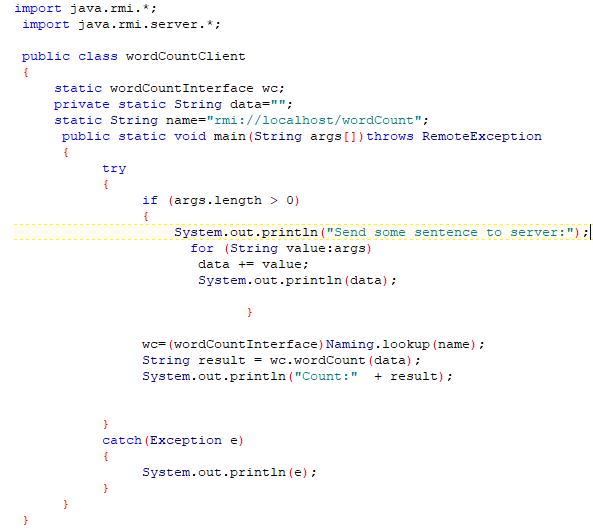 import java.rmi.*;
import java.rmi.server.*;
public class wordCountClient
{
static wordCountInterface wc;
private static String data="";
static String name="rmi://localhost/wordCount";
public static void main(String args[])throws RemoteException
{
try
{
if (args.length > 0)
{
System.out.println("Send some sentence to server:");
for (String value:args)
data += value;
System.out.println(data);
}
wc=(wordCountInterface)Naming.lookup(name);
String result = wc.wordCount(data);
System.out.println("Count:"  + result);
}
catch(Exception e)
{
System.out.println(e);
}
}
}